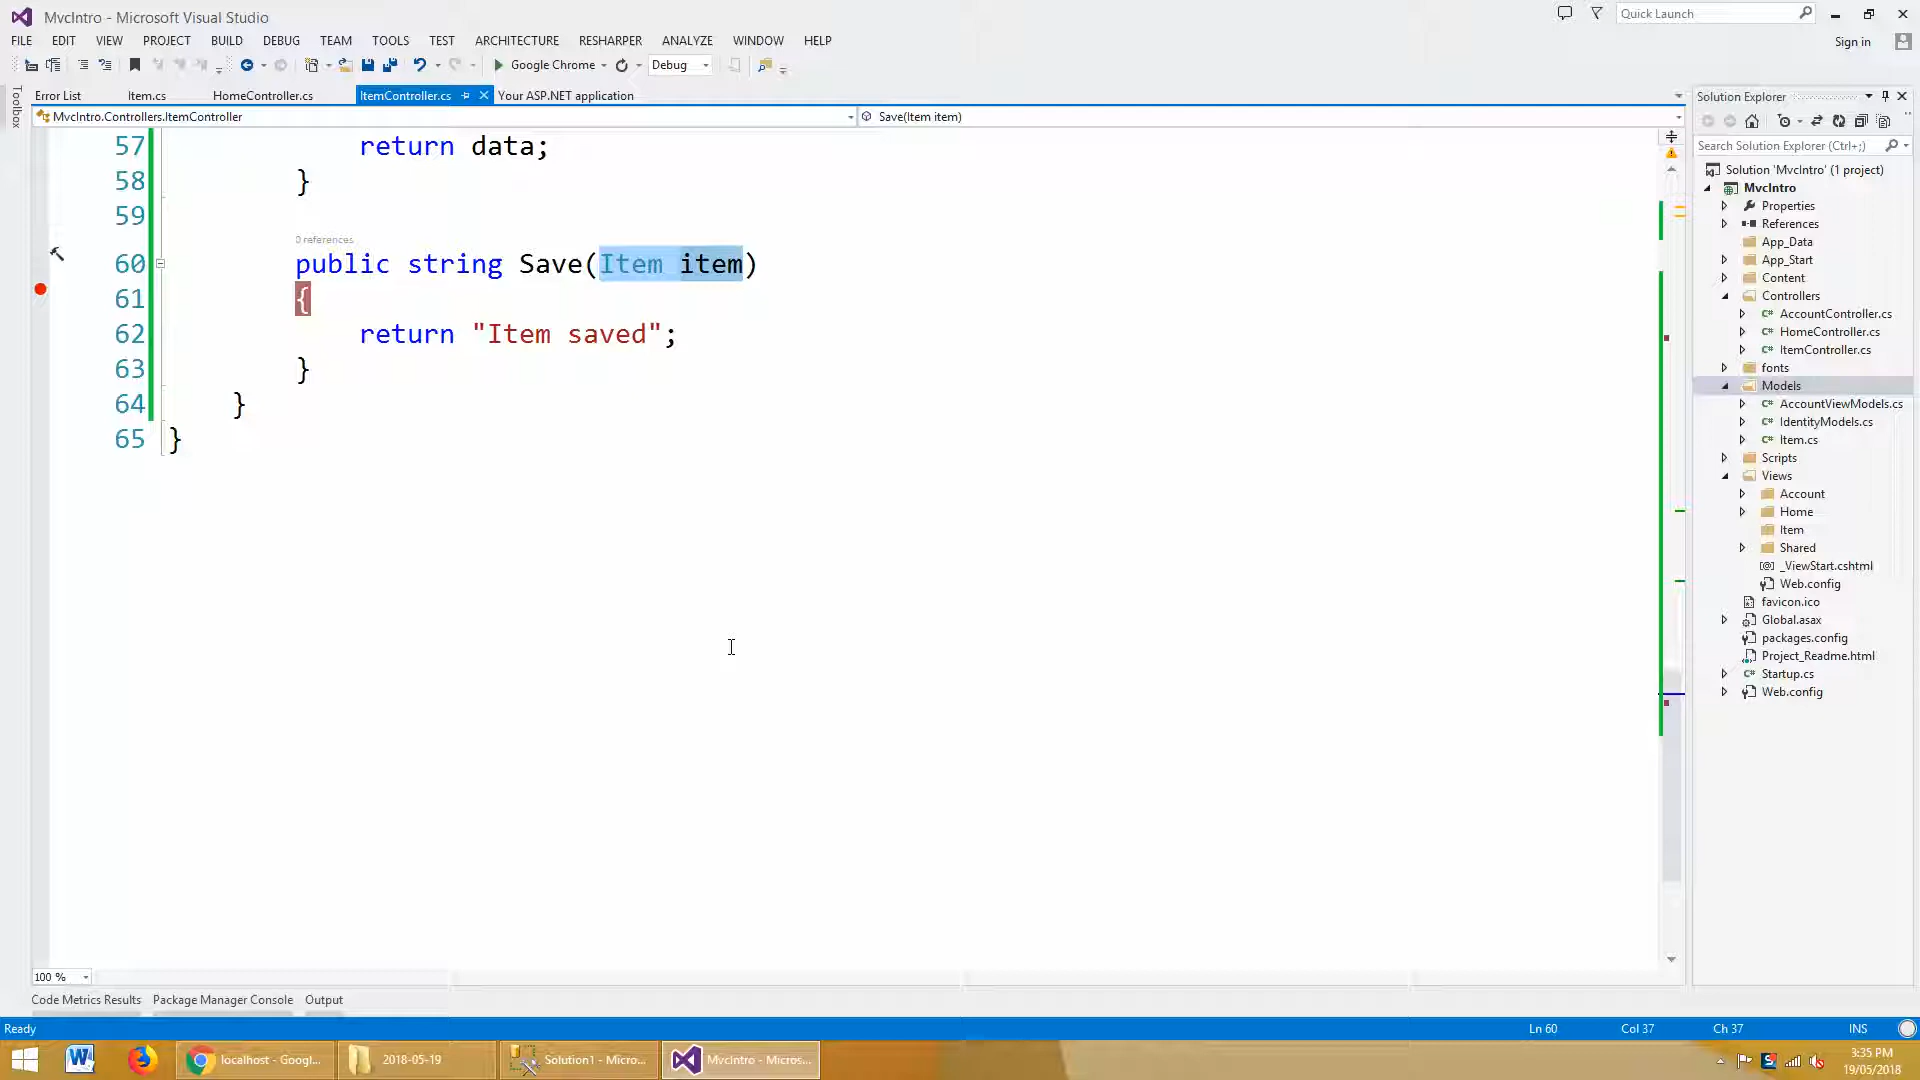 MvcIntro - Microsoft Visual Studio
Quick Launch
FILE EDIT VIEW PROJECT BUILD DEBUG TEAM TOOLS TEST ARCHITECTURE RESHARPER ANALYZE WINDOW HELP
Sign in
Google Chrome Debug
Toolbox
Error List Item.cs HomeController.cs ItemController.cs Your ASP.NET application
MvcIntro.Controllers.ItemController Save(Item item)
57 return data;
58 }
59
0 references
60 public string Save(Item item)
61 {
62 return "Item saved";
63 }
64 }
65 }
100 %
Code Metrics Results Package Manager Console Output
Solution Explorer
Search Solution Explorer (Ctrl+;)
Solution 'MvcIntro' (1 project)
MvcIntro
Properties
References
App_Data
App_Start
Content
Controllers
C# AccountController.cs
C# HomeController.cs
C# ItemController.cs
fonts
Models
C# AccountViewModels.cs
C# IdentityModels.cs
C# Item.cs
Scripts
Views
Account
Home
Item
Shared
[@] _ViewStart.cshtml
Web.config
favicon.ico
Global.asax
packages.config
Project_Readme.html
C# Startup.cs
Web.config
Ready Ln 60 Col 37 Ch 37 INS
localhost - Googl... 2018-05-19 Solution1 - Micro... MvcIntro - Micros...
3:35 PM
19/05/2018